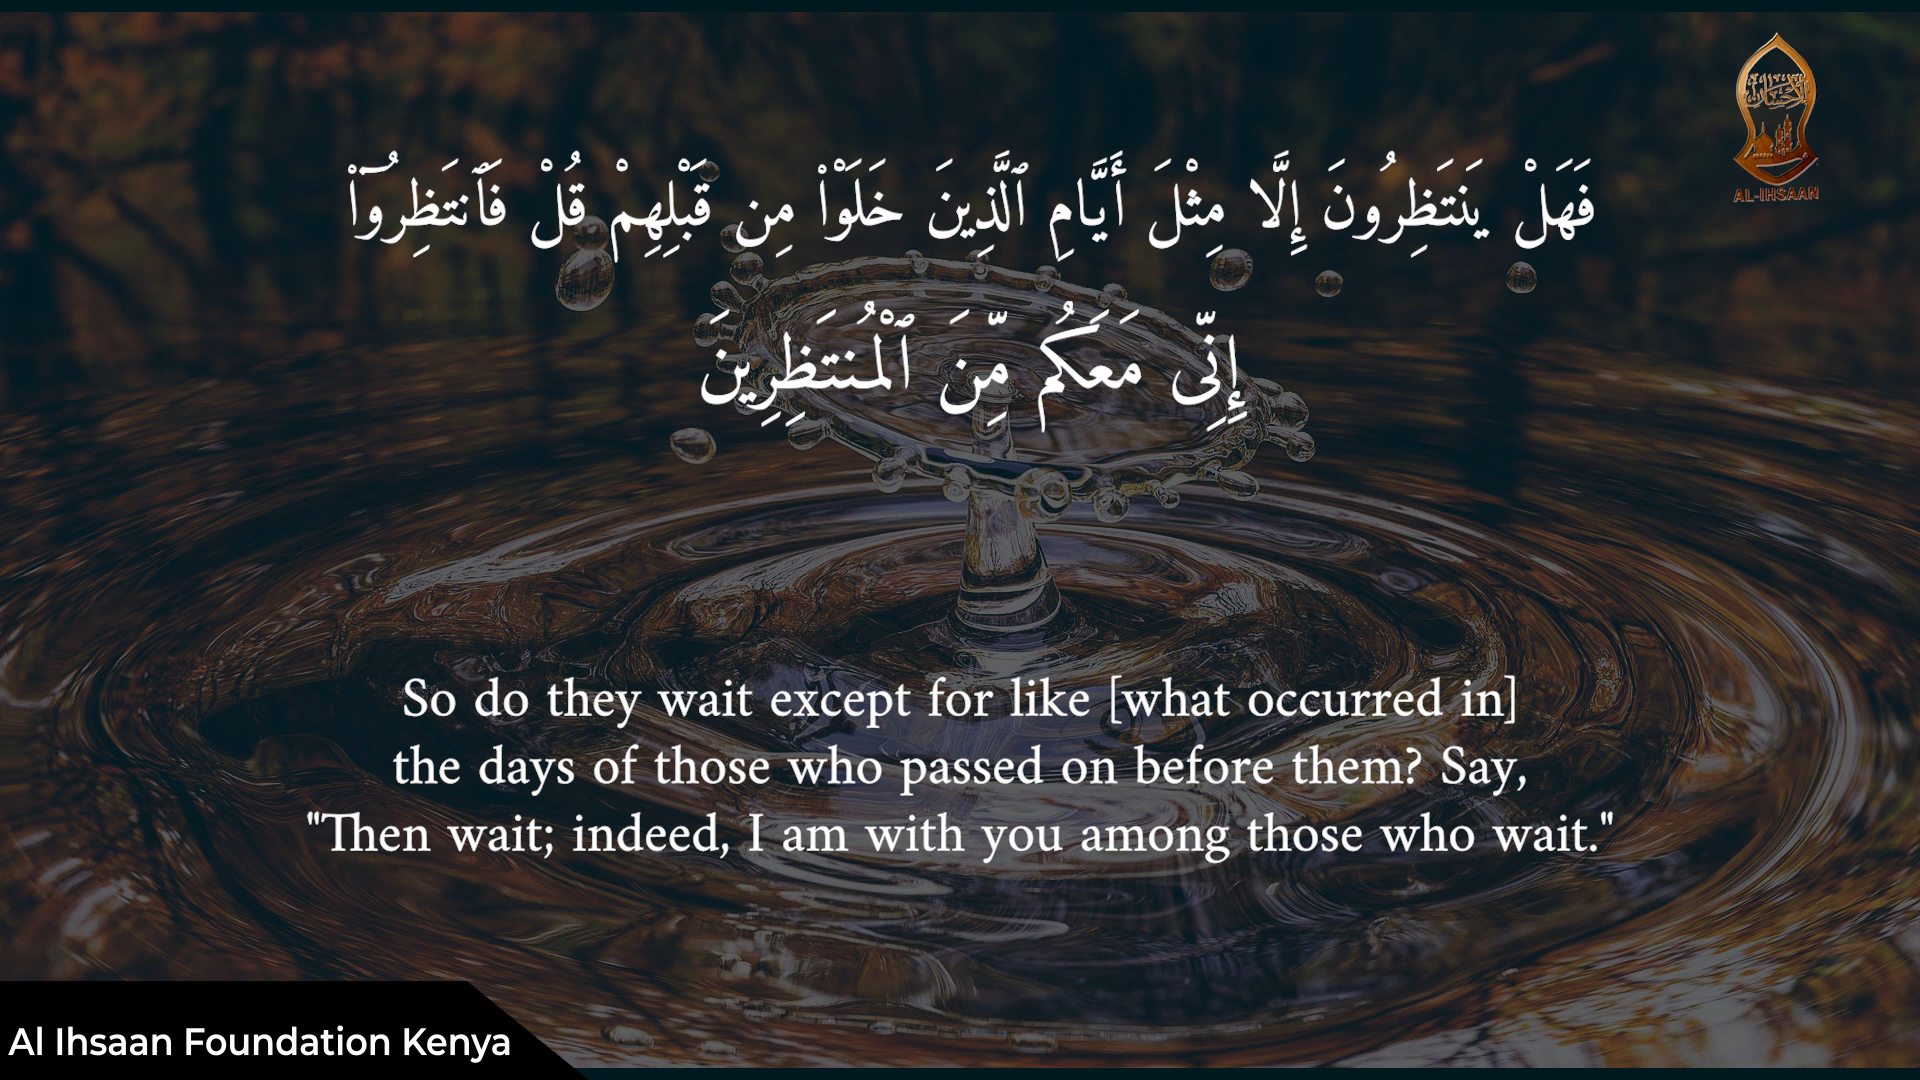 الإحسان
AL-IHSAAN
فَهَلْ يَنتَظِرُونَ إِلَّا مِثْلَ أَيَّامِ ٱلَّذِينَ خَلَوْا۟ مِن قَبْلِهِمْ قُلْ فَٱنتَظِرُوٓا۟
إِنِّى مَعَكُم مِّنَ ٱلْمُنتَظِرِينَ
So do they wait except for like [what occurred in]
the days of those who passed on before them? Say,
"Then wait; indeed, I am with you among those who wait."
Al Ihsaan Foundation Kenya